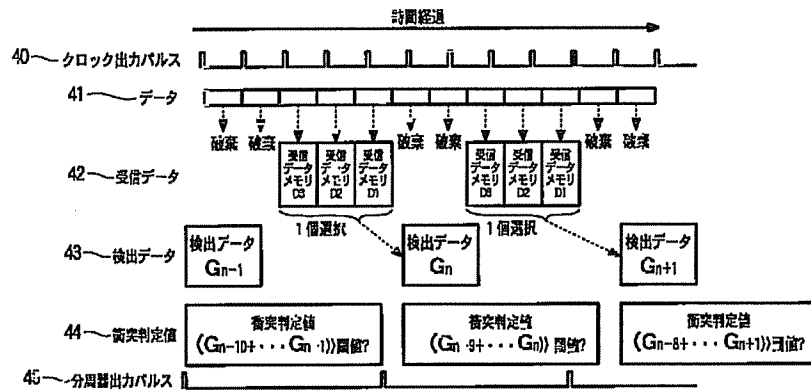 時間経過
40 クロック出力パルス
41 データ
破棄 破棄 破棄 破棄 破棄 破棄
42 受信データ
受信データメモリD3 受信データメモリD2 受信データメモリD1
受信データメモリD3 受信データメモリD2 受信データメモリD1
1個選択 1個選択
43 検出データ
検出データ Gn-1
検出データ Gn
検出データ Gn+1
44 衝突判定値
衝突判定値
(Gn-10+・・・Gn-1)〉閾値?
衝突判定値
(Gn-9+・・・Gn)〉閾値?
衝突判定値
(Gn-8+・・・Gn+1)〉閾値?
45 分周器出力パルス